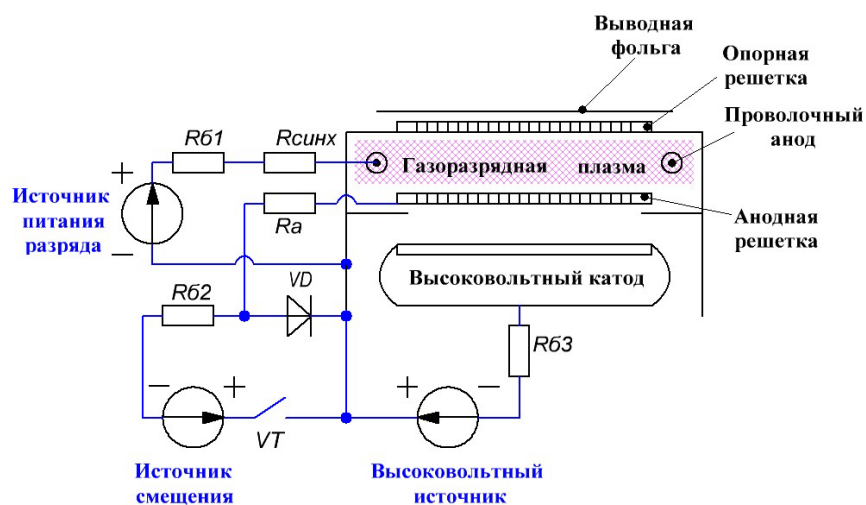 Выводная
фольга
Опорная
решетка
Проволочный
анод
Rб1
Rсинх
Газоразрядная плазма
+
Источник
питания
разряда
−
Rа
Анодная
решетка
Высоковольтный катод
VD
Rб2
Rб3
− +
VT
+ −
Источник
смещения
Высоковольтный
источник